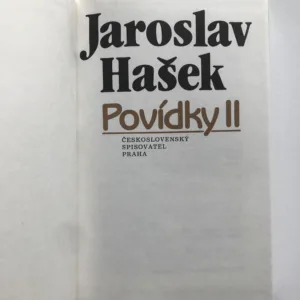 Jaroslav
Hašek
Povídky II
ČESKOSLOVENSKÝ
SPISOVATEL
PRAHA